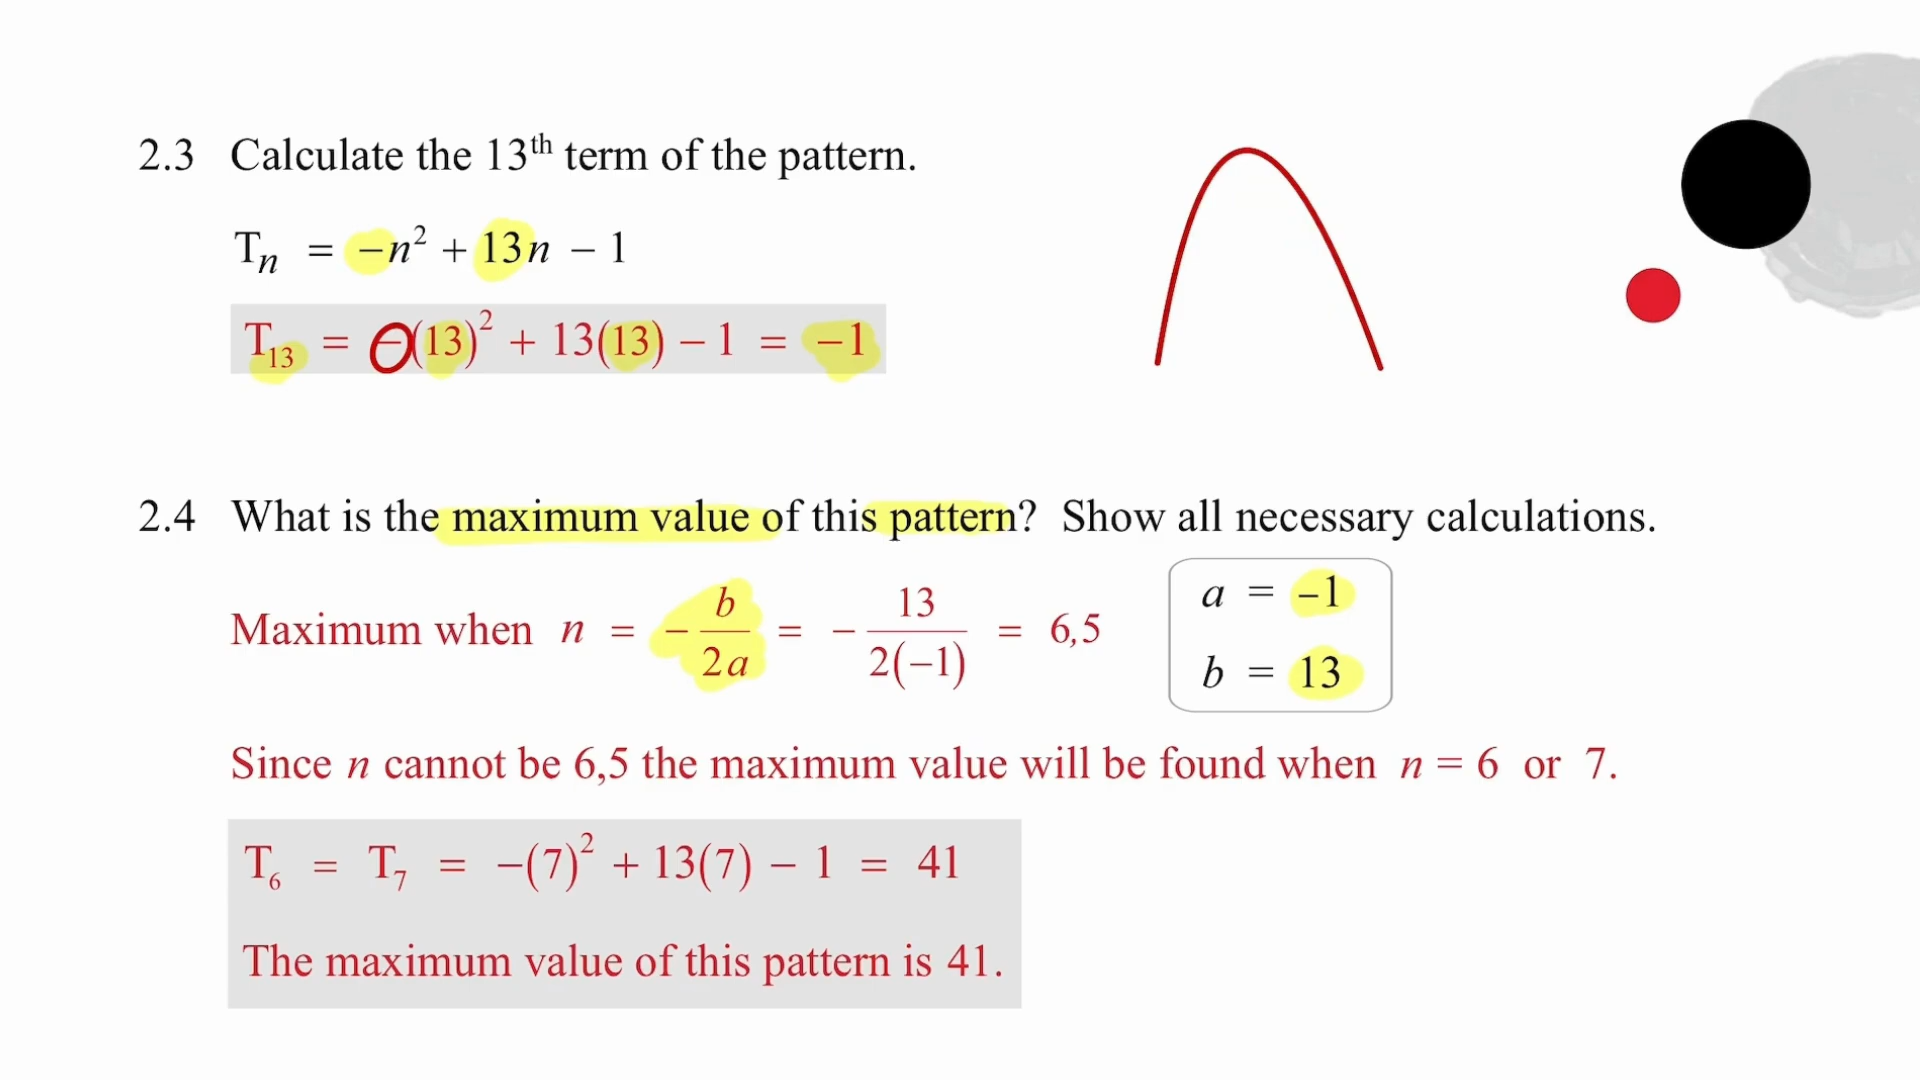 2.3 Calculate the 13th term of the pattern.
Tn = −n² + 13n − 1
T13 = −(13)² + 13(13) − 1 = −1
2.4 What is the maximum value of this pattern? Show all necessary calculations.
Maximum when n = −b/2a = −13/2(−1) = 6,5
a = −1
b = 13
Since n cannot be 6,5 the maximum value will be found when n = 6 or 7.
T6 = T7 = −(7)² + 13(7) − 1 = 41
The maximum value of this pattern is 41.